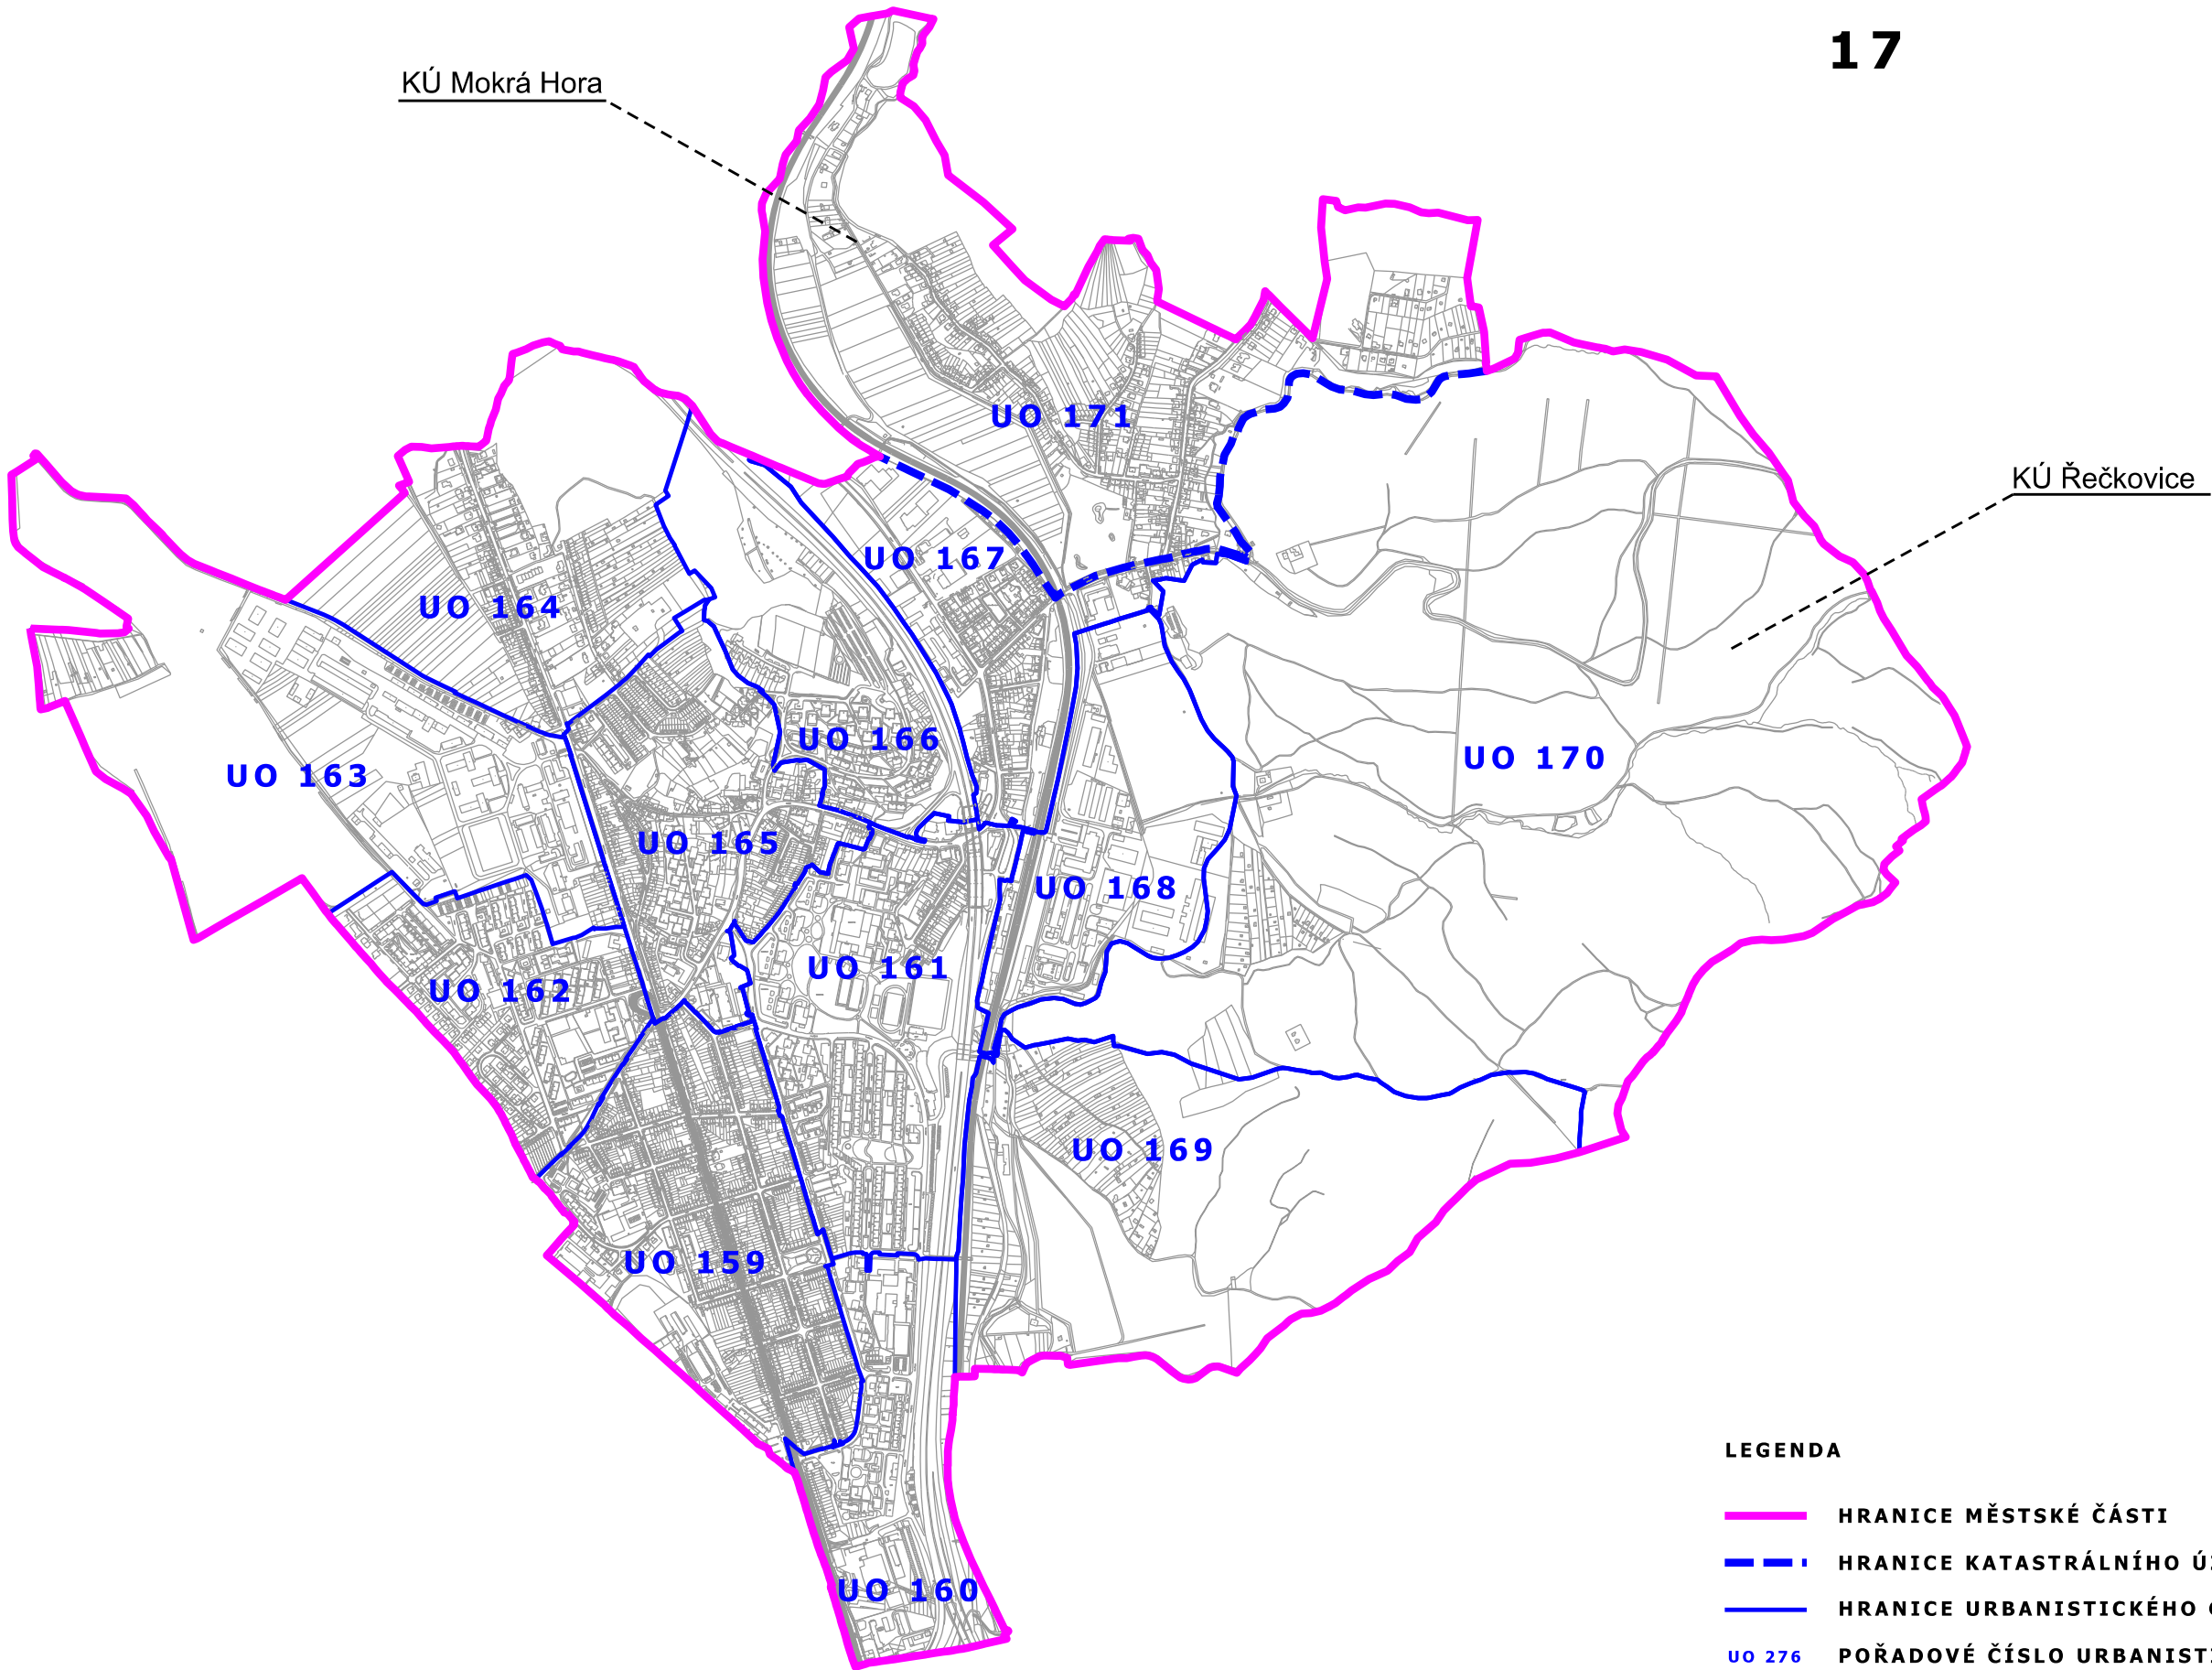 17
KÚ Mokrá Hora
UO 171
KÚ Řečkovice
UO 167
UO 164
UO 166
UO 170
UO 163
UO 165
UO 168
UO 161
UO 162
UO 169
UO 159
UO 160
LEGENDA
HRANICE MĚSTSKÉ ČÁSTI
HRANICE KATASTRÁLNÍHO
HRANICE URBANISTICKÉHO
UO 276 POŘADOVÉ ČÍSLO